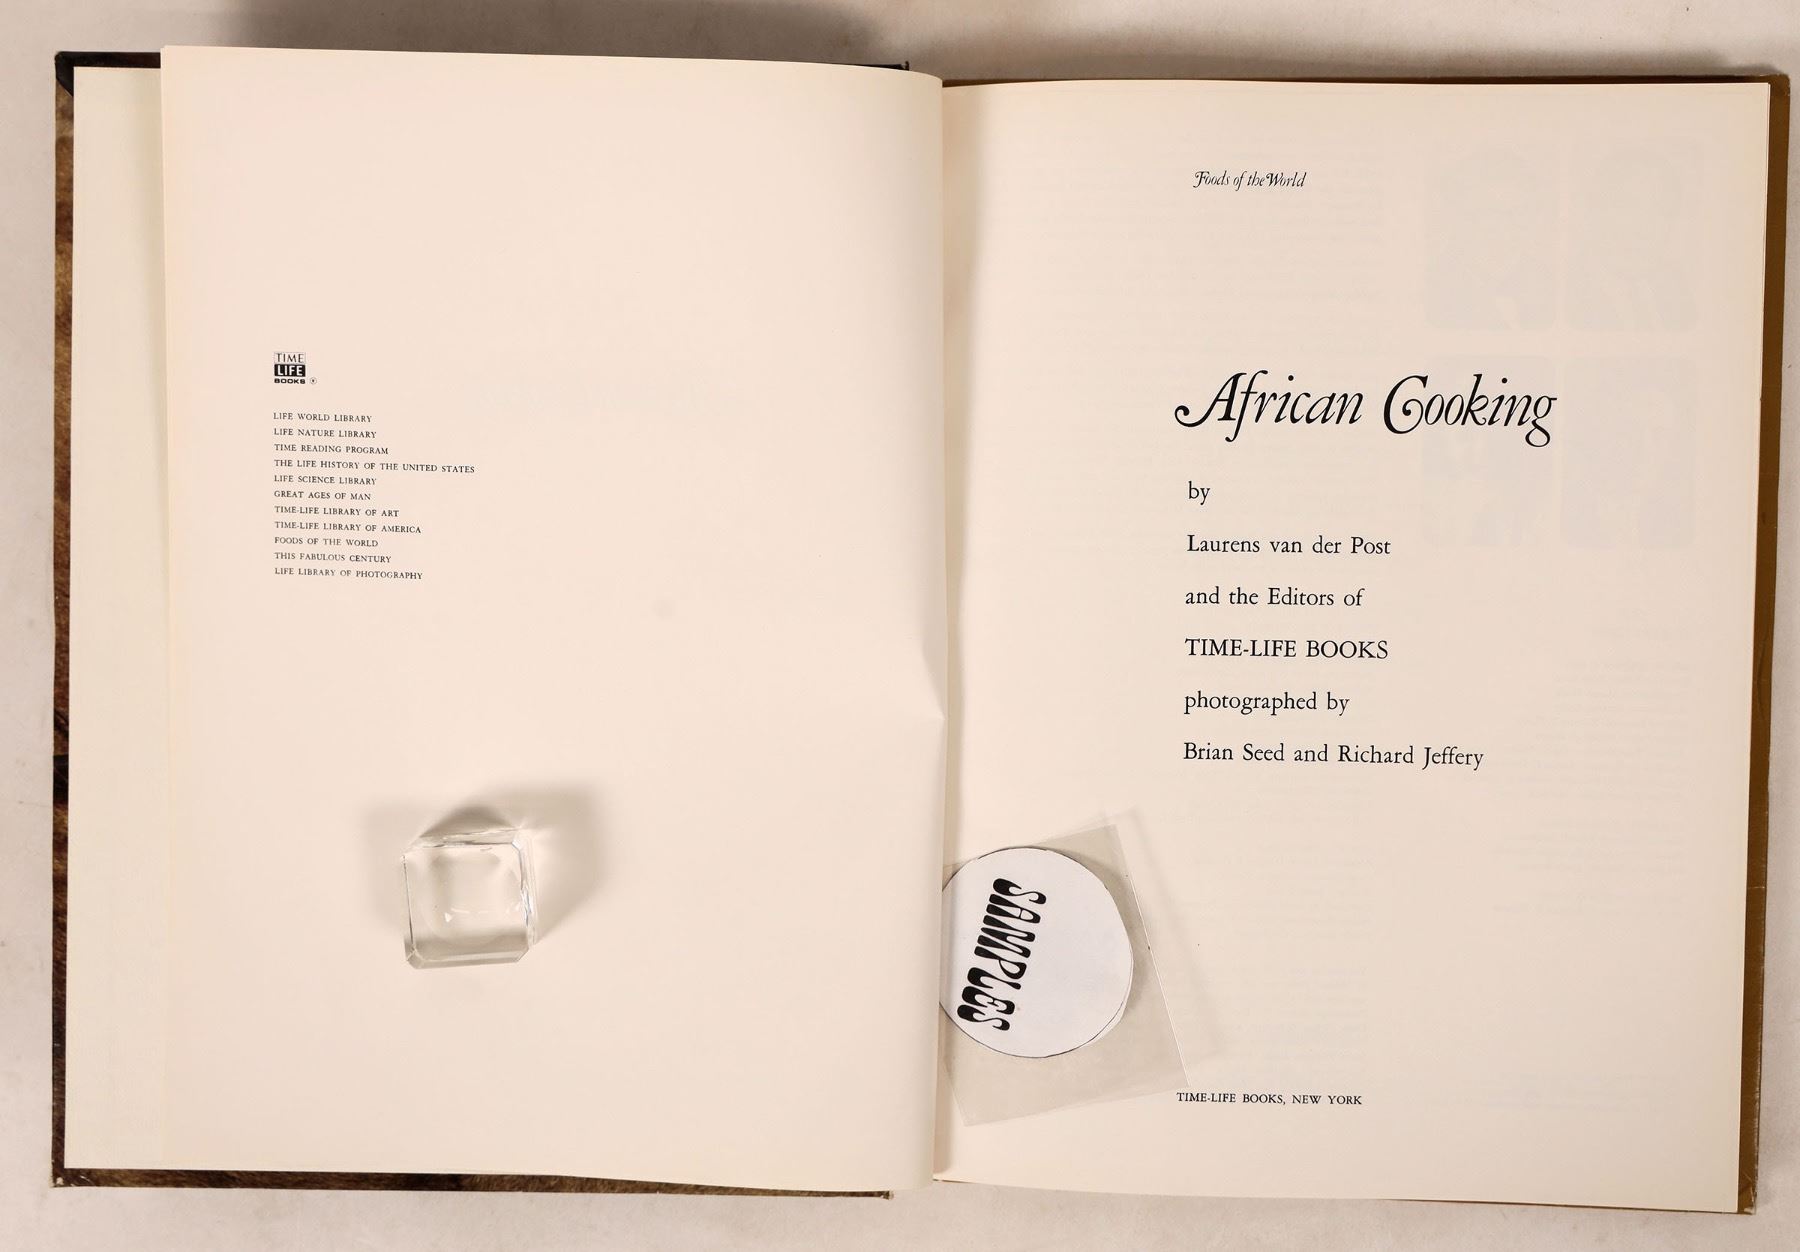 TIME
LIFE
BOOKS ®
LIFE WORLD LIBRARY
LIFE NATURE LIBRARY
TIME READING PROGRAM
THE LIFE HISTORY OF THE UNITED STATES
LIFE SCIENCE LIBRARY
GREAT AGES OF MAN
TIME-LIFE LIBRARY OF ART
TIME-LIFE LIBRARY OF AMERICA
FOODS OF THE WORLD
THIS FABULOUS CENTURY
LIFE LIBRARY OF PHOTOGRAPHY
Foods of the World
African Cooking
by
Laurens van der Post
and the Editors of
TIME-LIFE BOOKS
photographed by
Brian Seed and Richard Jeffery
SAMPLES
TIME-LIFE BOOKS, NEW YORK